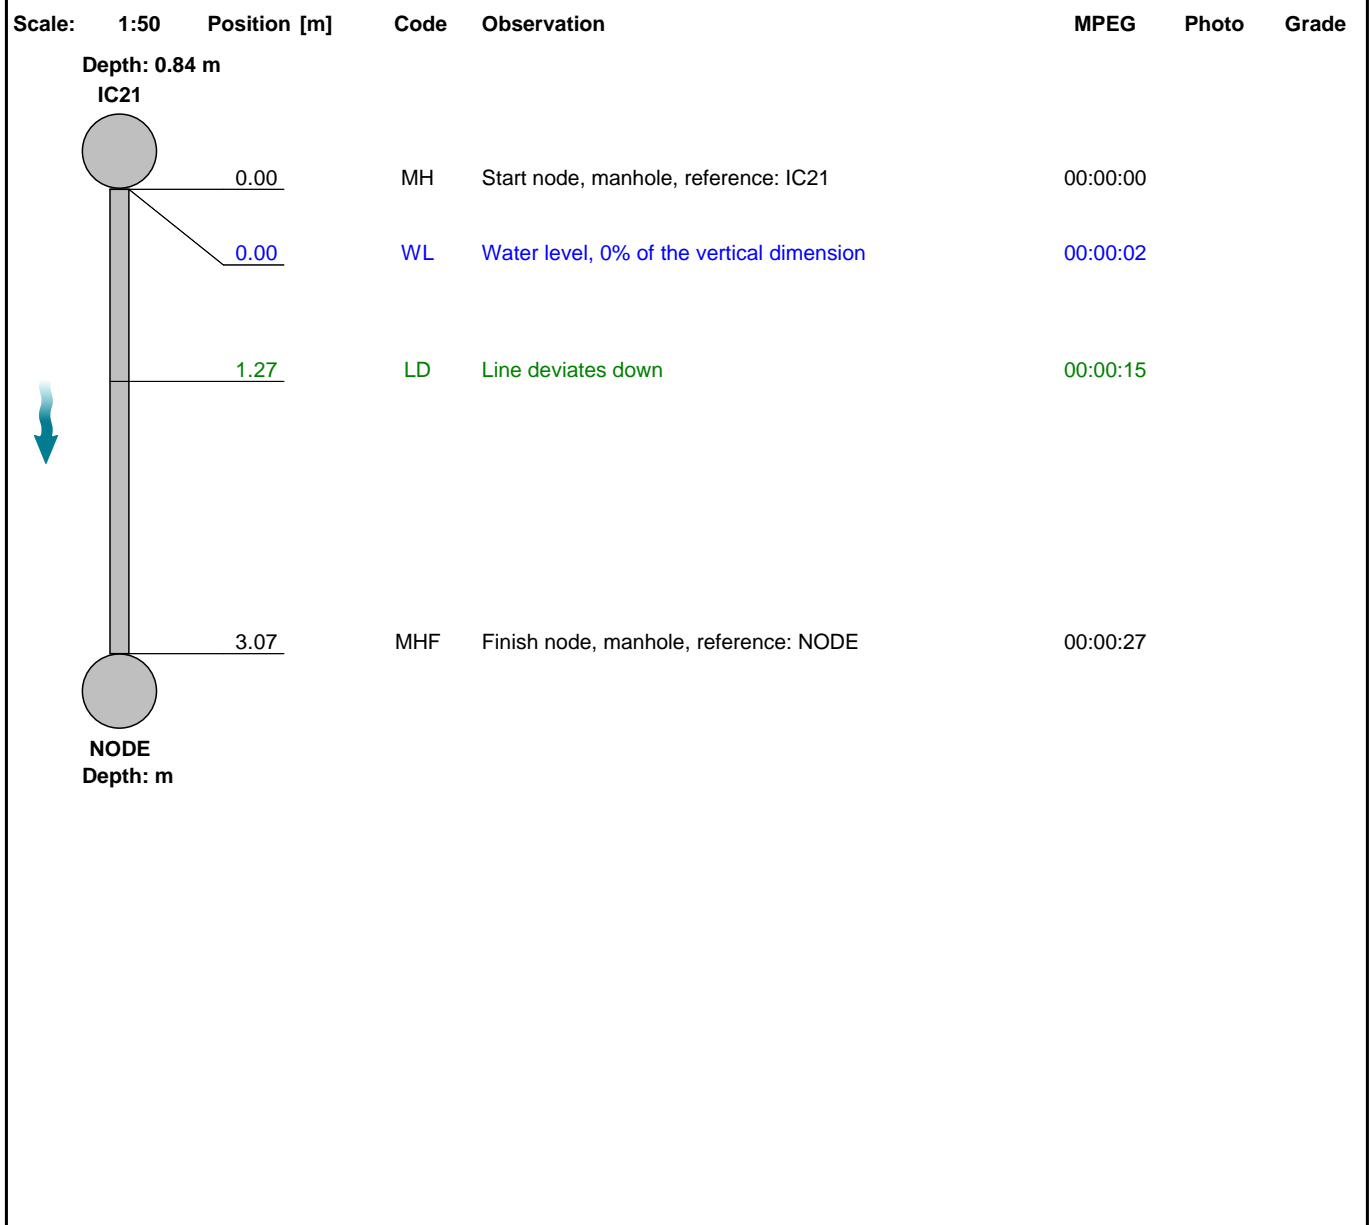 Scale: 1:50 Position [m] Code Observation MPEG Photo Grade
Depth: 0.84 m
IC21
0.00 MH Start node, manhole, reference: IC21 00:00:00
0.00 WL Water level, 0% of the vertical dimension 00:00:02
1.27 LD Line deviates down 00:00:15
3.07 MHF Finish node, manhole, reference: NODE 00:00:27
NODE
Depth: m